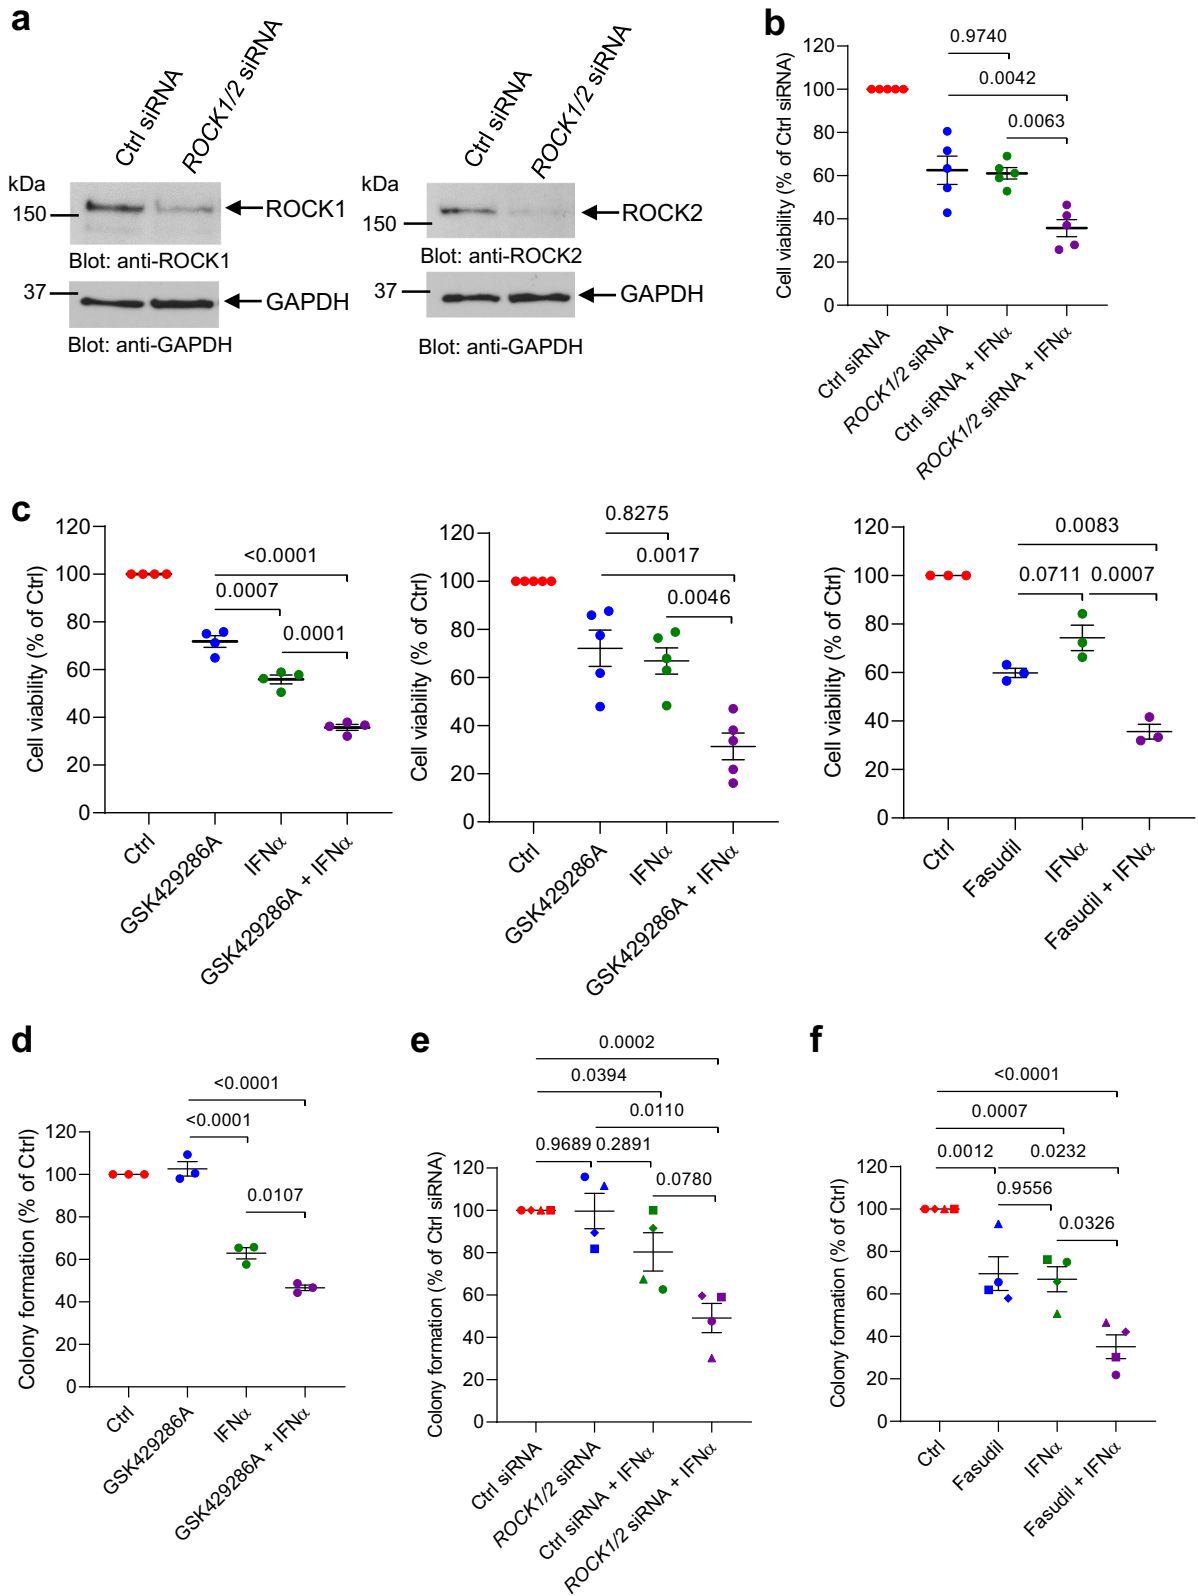 a
Ctrl siRNA
ROCK1/2 siRNA
kDa
150
ROCK1
Blot: anti-ROCK1
37
GAPDH
Blot: anti-GAPDH
Ctrl siRNA
ROCK1/2 siRNA
kDa
150
ROCK2
Blot: anti-ROCK2
37
GAPDH
Blot: anti-GAPDH
b
Cell viability (% of Ctrl siRNA)
120
100
80
60
40
20
0
0.9740
0.0042
0.0063
Ctrl siRNA
ROCK1/2 siRNA
Ctrl siRNA + IFNα
ROCK1/2 siRNA + IFNα
c
Cell viability (% of Ctrl)
120
100
80
60
40
20
0
<0.0001
0.0007
0.0001
Ctrl
GSK429286A
IFNα
GSK429286A + IFNα
Cell viability (% of Ctrl)
120
100
80
60
40
20
0
0.8275
0.0017
0.0046
Ctrl
GSK429286A
IFNα
GSK429286A + IFNα
Cell viability (% of Ctrl)
120
100
80
60
40
20
0
0.0083
0.0711
0.0007
Ctrl
Fasudil
IFNα
Fasudil + IFNα
d
Colony formation (% of Ctrl)
120
100
80
60
40
20
0
<0.0001
<0.0001
0.0107
Ctrl
GSK429286A
IFNα
GSK429286A + IFNα
e
Colony formation (% of Ctrl siRNA)
120
100
80
60
40
20
0
0.0002
0.0394
0.0110
0.9689
0.2891
0.0780
Ctrl siRNA
ROCK1/2 siRNA
Ctrl siRNA + IFNα
ROCK1/2 siRNA + IFNα
f
Colony formation (% of Ctrl)
120
100
80
60
40
20
0
<0.0001
0.0007
0.0012
0.0232
0.9556
0.0326
Ctrl
Fasudil
IFNα
Fasudil + IFNα